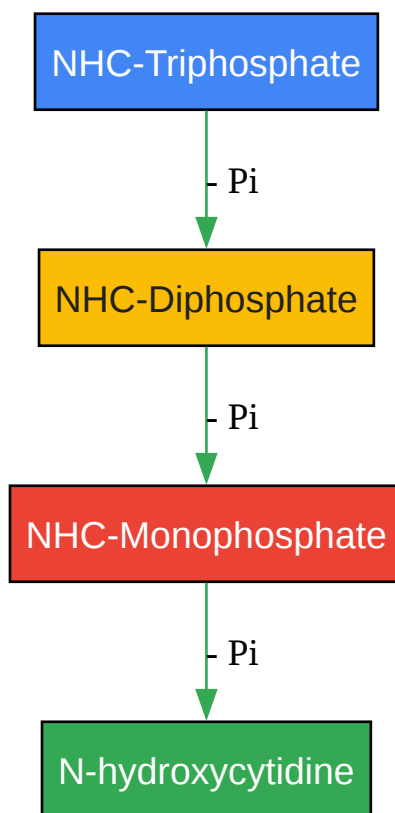 NHC-Triphosphate
- Pi
NHC-Diphosphate
- Pi
NHC-Monophosphate
- Pi
N-hydroxycytidine